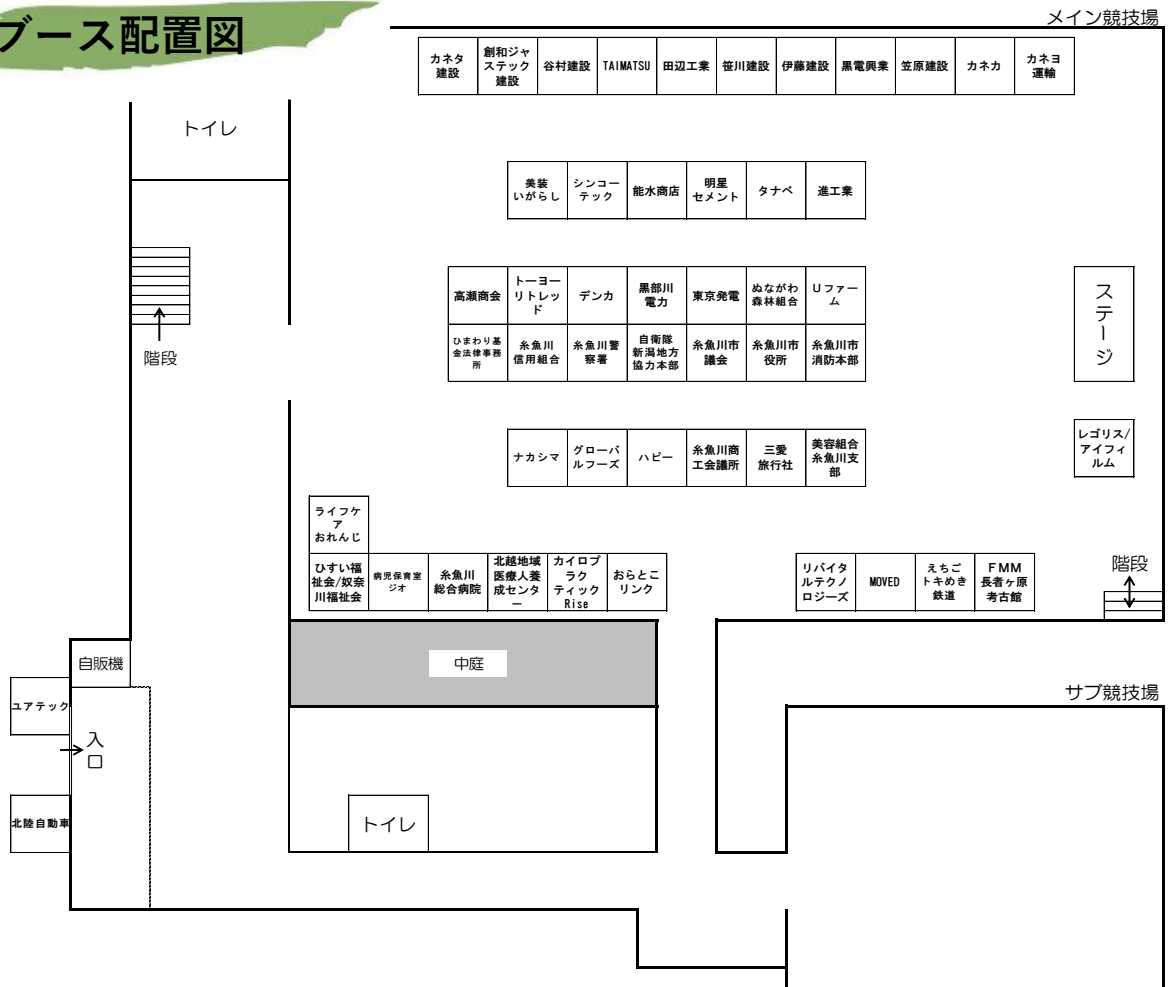 ブース配置図
メイン競技場
カネタ
建設
創和ジャ
ステック
建設
谷村建設
TAIMATSU
田辺工業
笹川建設
伊藤建設
黒電興業
笠原建設
カネカ
カネヨ
運輸
トイレ
美装
いがらし
シンコー
テック
能水商店
明星
セメント
タナベ
進工業
階段
高瀬商会
トーヨー
リトレッ
ド
デンカ
黒部川
電力
東京発電
ぬながわ
森林組合
Uファー
ム
ステージ
ひまわり基
金法律事務
所
糸魚川
信用組合
糸魚川警
察署
自衛隊
新潟地方
協力本部
糸魚川市
議会
糸魚川市
役所
糸魚川市
消防本部
ナカシマ
グローバ
ルフーズ
ハピー
糸魚川商
工会議所
三愛
旅行社
美容組合
糸魚川支
部
レゴリス/
アイフィ
ルム
ライフケ
ア
おれんじ
ひすい福
祉会/奴奈
川福祉会
病児保育室
ジオ
糸魚川
総合病院
北越地域
医療人養
成センタ
ー
カイロプ
ラク
ティック
Rise
おらとこ
リンク
リバイタ
ルテクノ
ロジーズ
MOVED
えちご
トキめき
鉄道
FMM
長者ヶ原
考古館
階段
中庭
自販機
ユアテック
入口
北陸自動車
トイレ
サブ競技場